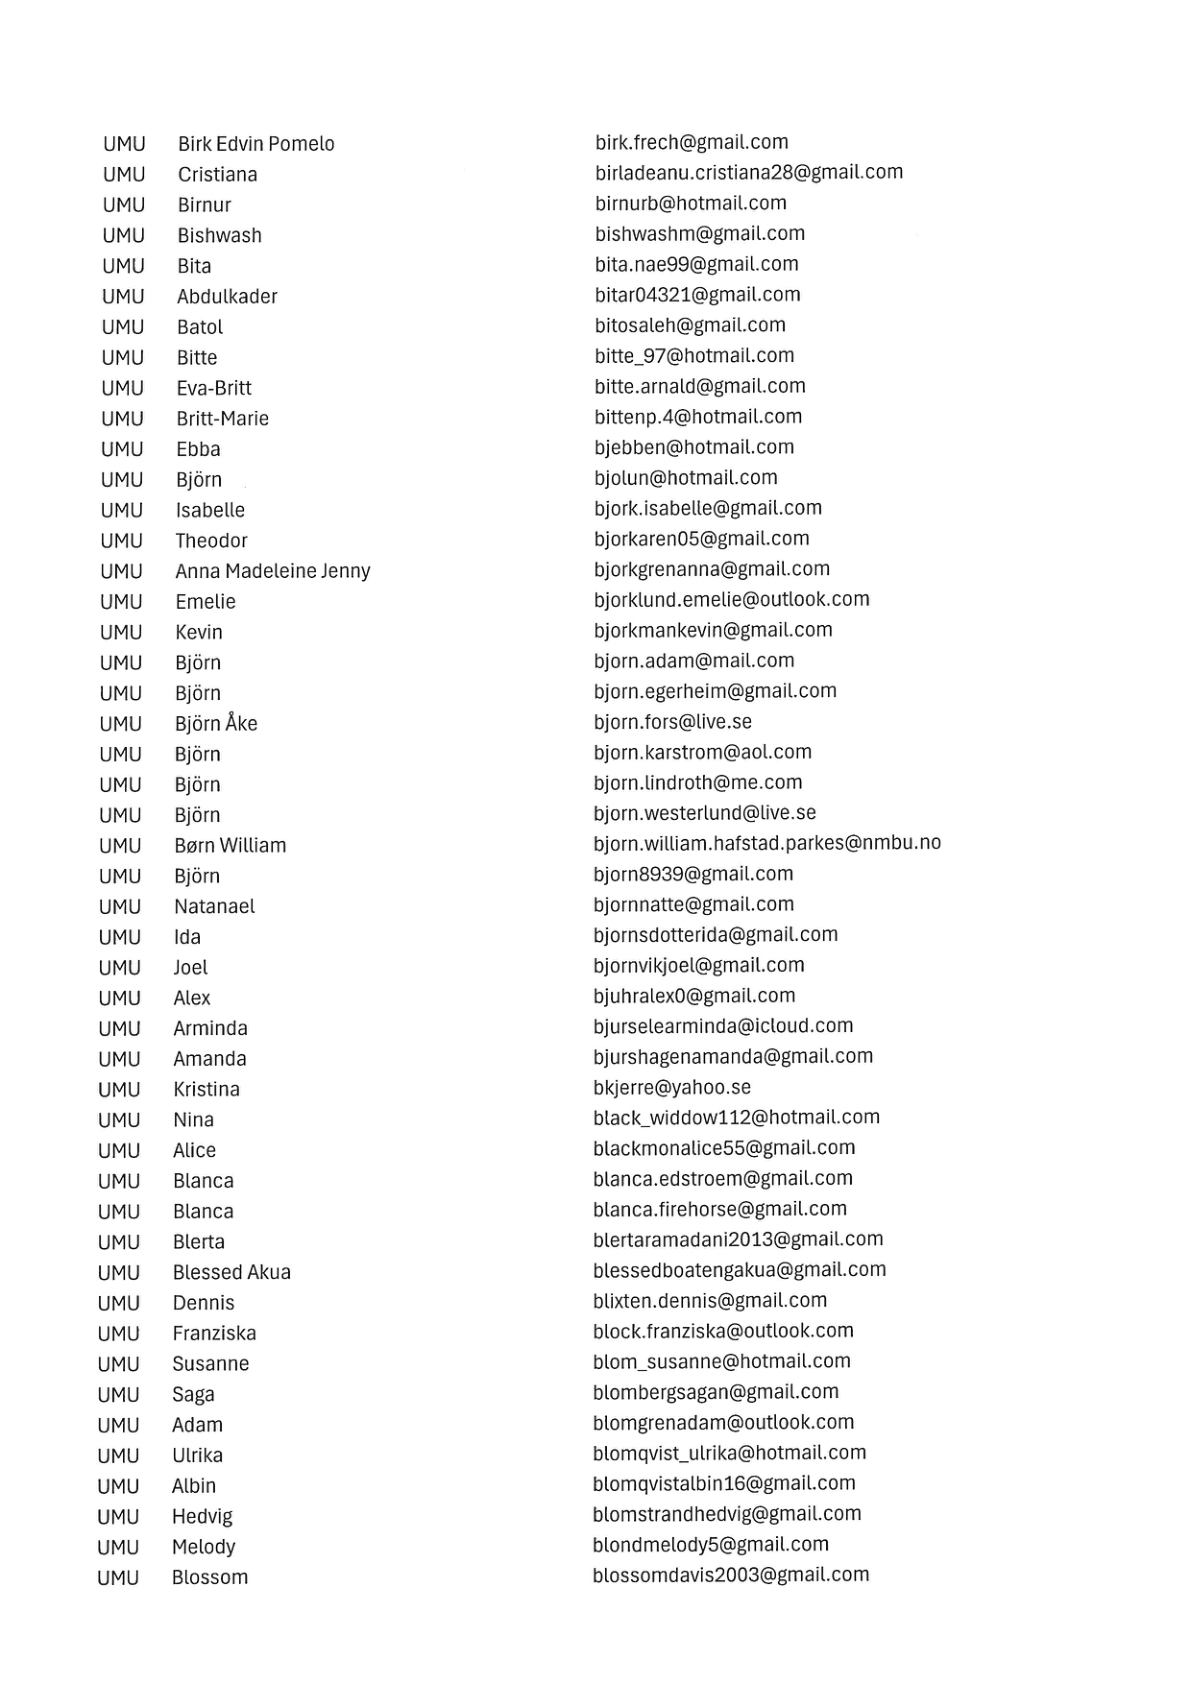 UMU Birk Edvin Pomelo birk.frech@gmail.com
UMU Cristiana birladeanu.cristiana28@gmail.com
UMU Birnur birnurb@hotmail.com
UMU Bishwash bishwashm@gmail.com
UMU Bita bita.nae99@gmail.com
UMU Abdulkader bitar04321@gmail.com
UMU Batol bitosaleh@gmail.com
UMU Bitte bitte_97@hotmail.com
UMU Eva-Britt bitte.arnald@gmail.com
UMU Britt-Marie bittenp.4@hotmail.com
UMU Ebba bjebben@hotmail.com
UMU Björn bjolun@hotmail.com
UMU Isabelle bjork.isabelle@gmail.com
UMU Theodor bjorkaren05@gmail.com
UMU Anna Madeleine Jenny bjorkgrenanna@gmail.com
UMU Emelie bjorklund.emelie@outlook.com
UMU Kevin bjorkmankevin@gmail.com
UMU Björn bjorn.adam@mail.com
UMU Björn bjorn.egerheim@gmail.com
UMU Björn Åke bjorn.fors@live.se
UMU Björn bjorn.karstrom@aol.com
UMU Björn bjorn.lindroth@me.com
UMU Björn bjorn.westerlund@live.se
UMU Børn William bjorn.william.hafstad.parkes@nmbu.no
UMU Björn bjorn8939@gmail.com
UMU Natanael bjornnatte@gmail.com
UMU Ida bjornsdotterida@gmail.com
UMU Joel bjornvikjoel@gmail.com
UMU Alex bjuhralex0@gmail.com
UMU Arminda bjurselearminda@icloud.com
UMU Amanda bjurshagenamanda@gmail.com
UMU Kristina bkjerre@yahoo.se
UMU Nina black_widdow112@hotmail.com
UMU Alice blackmonalice55@gmail.com
UMU Blanca blanca.edstroem@gmail.com
UMU Blanca blanca.firehorse@gmail.com
UMU Blerta blertaramadani2013@gmail.com
UMU Blessed Akua blessedboatengakua@gmail.com
UMU Dennis blixten.dennis@gmail.com
UMU Franziska block.franziska@outlook.com
UMU Susanne blom_susanne@hotmail.com
UMU Saga blombergsagan@gmail.com
UMU Adam blomgrenadam@outlook.com
UMU Ulrika blomqvist_ulrika@hotmail.com
UMU Albin blomqvistalbin16@gmail.com
UMU Hedvig blomstrandhedvig@gmail.com
UMU Melody blondmelody5@gmail.com
UMU Blossom blossomdavis2003@gmail.com